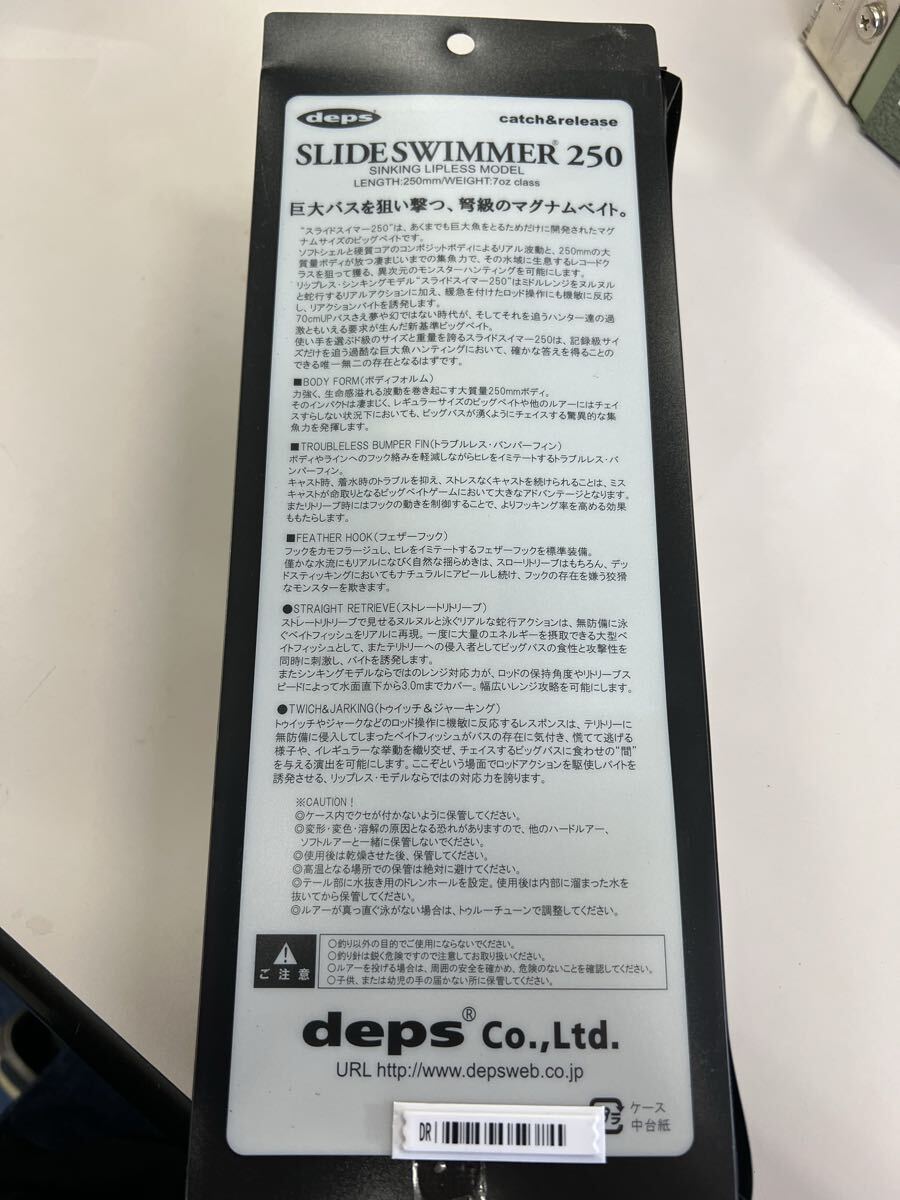 deps
catch&release
SLIDESWIMMER® 250
SINKING LIPLESS MODEL
LENGTH:250mm/WEIGHT:7oz class
巨大バスを狙い撃つ、弩級のマグナムベイト。
"スライドスイマー250"は、あくまでも巨大魚をとるためだけに開発されたマグ
ナムサイズのビッグベイトです。
ソフトシェルと硬質コアのコンポジットボディによるリアル波動と、250mmの大
質量ボディが放つ凄まじいまでの集魚力で、その水域に生息するレコードク
ラスを狙って獲る、異次元のモンスターハンティングを可能にします。
リップレス・シンキングモデル"スライドスイマー250"はミドルレンジをヌルヌル
と蛇行するリアルアクションに加え、緩急を付けたロッド操作にも機敏に反応
し、リアクションバイトを誘発します。
70cmUPバスさえ夢や幻ではない時代が、そしてそれを追うハンター達の過
激ともいえる要求が生んだ新基準ビッグベイト。
使い手を選ぶド級のサイズと重量を誇るスライドスイマー250は、記録級サイ
ズだけを追う過酷な巨大魚ハンティングにおいて、確かな答えを得ることの
できる唯一無二の存在となるはずです。
■BODY FORM(ボディフォルム)
力強く、生命感溢れる波動を巻き起こす大質量250mmボディ。
そのインパクトは凄まじく、レギュラーサイズのビッグベイトや他のルアーにはチェイ
スすらしない状況下においても、ビッグバスが湧くようにチェイスする驚異的な集
魚力を発揮します。
■TROUBLELESS BUMPER FIN(トラブルレス・バンパーフィン)
ボディやラインへのフック絡みを軽減しながらヒレをイミテートするトラブルレス・バ
ンパーフィン。
キャスト時、着水時のトラブルを抑え、ストレスなくキャストを続けられることは、ミス
キャストが命取りとなるビッグベイトゲームにおいて大きなアドバンテージとなります。
またリトリーブ時にはフックの動きを制御することで、よりフッキング率を高める効果
ももたらします。
■FEATHER HOOK(フェザーフック)
フックをカモフラージュし、ヒレをイミテートするフェザーフックを標準装備。
僅かな水流にもリアルになびく自然な揺らめきは、スローリトリーブはもちろん、デッ
ドスティッキングにおいてもナチュラルにアピールし続け、フックの存在を嫌う狡猾
なモンスターを欺きます。
●STRAIGHT RETRIEVE(ストレートリトリーブ)
ストレートリトリーブで見せるヌルヌルと泳ぐリアルな蛇行アクションは、無防備に泳
ぐベイトフィッシュをリアルに再現。一度に大量のエネルギーを摂取できる大型ベ
イトフィッシュとして、またテリトリーへの侵入者としてビッグバスの食性と攻撃性を
同時に刺激し、バイトを誘発します。
またシンキングモデルならではのレンジ対応力が、ロッドの保持角度やリトリーブス
ピードによって水面直下から3.0mまでカバー。幅広いレンジ攻略を可能にします。
●TWICH&JARKING(トゥイッチ&ジャーキング)
トゥイッチやジャークなどのロッド操作に機敏に反応するレスポンスは、テリトリーに
無防備に侵入してしまったベイトフィッシュがバスの存在に気付き、慌てて逃げる
様子や、イレギュラーな挙動を織り交ぜ、チェイスするビッグバスに食わせの"間"
を与える演出を可能にします。ここぞという場面でロッドアクションを駆使しバイトを
誘発させる、リップレス・モデルならではの対応力を誇ります。
※CAUTION!
◎ケース内でクセが付かないように保管してください。
◎変形・変色・溶解の原因となる恐れがありますので、他のハードルアー、
ソフトルアーと一緒に保管しないでください。
◎使用後は乾燥させた後、保管してください。
◎高温となる場所での保管は絶対に避けてください。
◎テール部に水抜き用のドレンホールを設定。使用後は内部に溜まった水を
抜いてから保管してください。
◎ルアーが真っ直ぐ泳がない場合は、トゥルーチューンで調整してください。
ご注意
○釣り以外の目的でご使用にならないでください。
○釣り針は鋭く危険ですので注意してお取り扱いください。
○ルアーを投げる場合は、周囲の安全を確かめ、危険のないことを確認してください。
○子供、または幼児の手の届かない所に保管してください。
deps® Co.,Ltd.
URL http://www.depsweb.co.jp
プラ
ケース
中台紙
DR